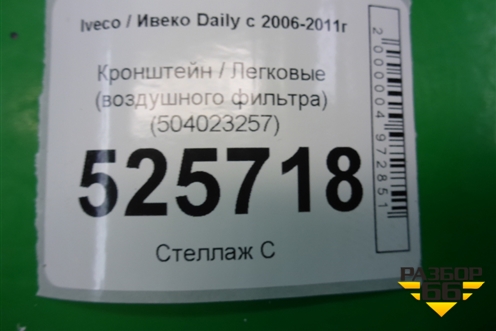 Iveco / Ивеко Daily с 2006-2011г
Кронштейн / Легковые
(воздушного фильтра)
(504023257)
525718
Стеллаж С
2000004972851
РАЗБОР
66